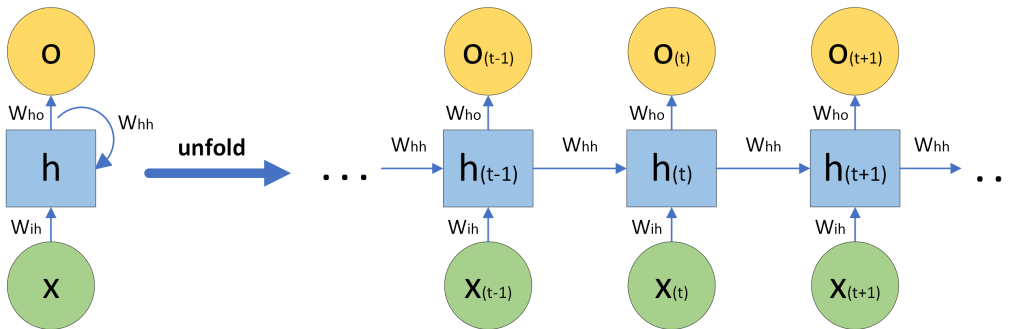 o
Who
Whh
h
Wih
x
unfold
. . .
Whh
o(t-1)
Who
h(t-1)
Wih
x(t-1)
Whh
o(t)
Who
h(t)
Wih
x(t)
Whh
o(t+1)
Who
h(t+1)
Wih
x(t+1)
Whh
. .